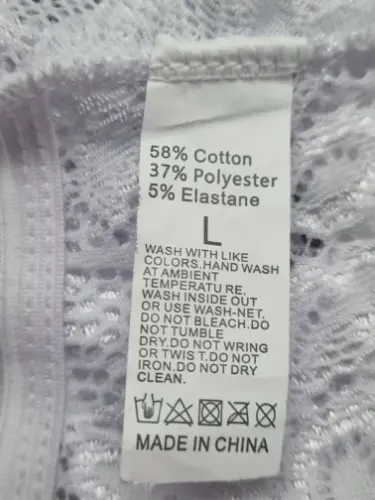 58% Cotton
37% Polyester
5% Elastane
L
WASH WITH LIKE
COLORS.HAND WASH
AT AMBIENT
TEMPERATU RE.
WASH INSIDE OUT
OR USE WASH-NET.
DO NOT BLEACH.DO
NOT TUMBLE
DRY.DO NOT WRING
OR TWIS T.DO NOT
IRON.DO NOT DRY
CLEAN.
MADE IN CHINA